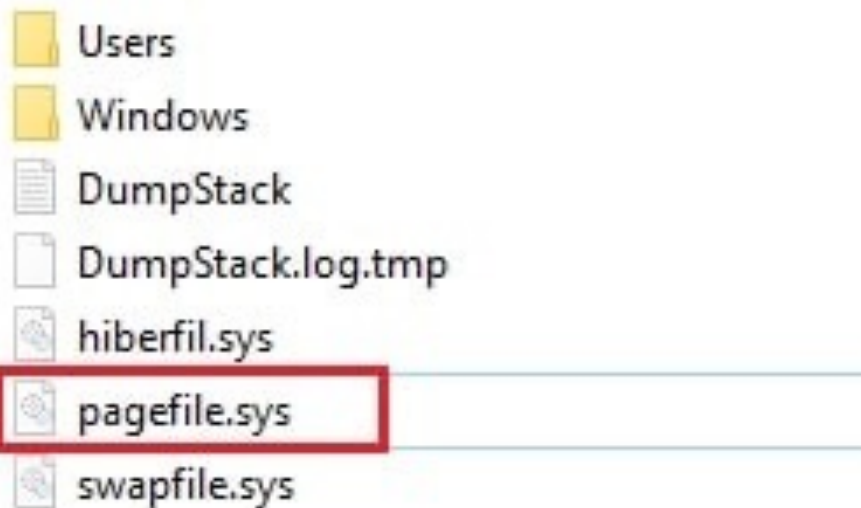 Users
Windows
DumpStack
DumpStack.log.tmp
hiberfil.sys
pagefile.sys
swapfile.sys